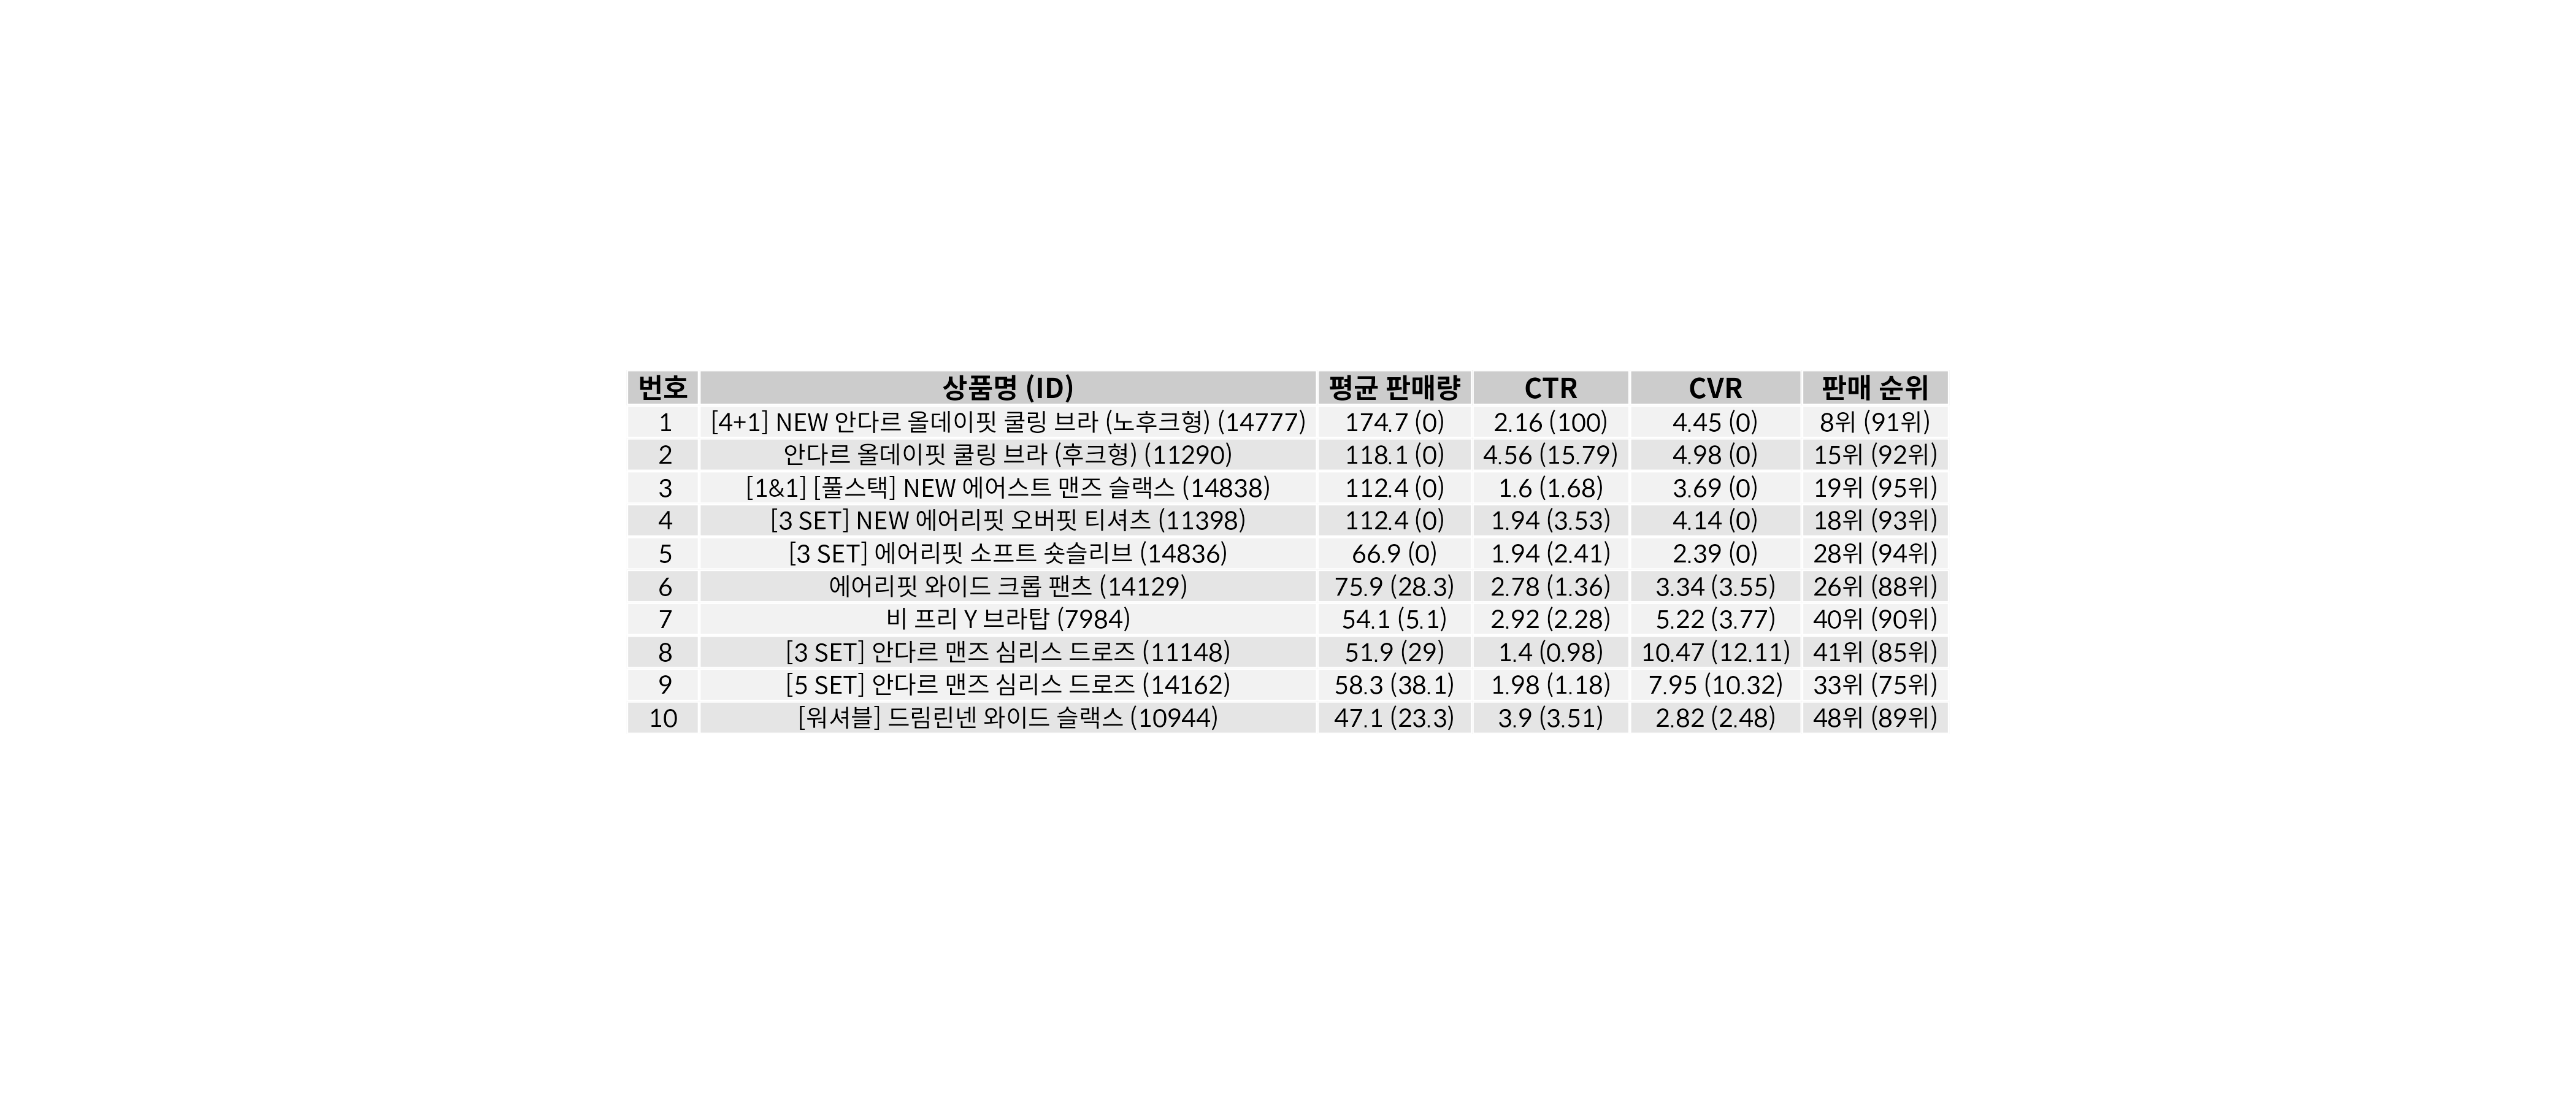 번호 상품명 (ID) 평균 판매량 CTR CVR 판매 순위
1 [4+1] NEW 안다르 올데이핏 쿨링 브라 (노후크형) (14777) 174.7 (0) 2.16 (100) 4.45 (0) 8위 (91위)
2 안다르 올데이핏 쿨링 브라 (후크형) (11290) 118.1 (0) 4.56 (15.79) 4.98 (0) 15위 (92위)
3 [1&1] [풀스택] NEW 에어스트 맨즈 슬랙스 (14838) 112.4 (0) 1.6 (1.68) 3.69 (0) 19위 (95위)
4 [3 SET] NEW 에어리핏 오버핏 티셔츠 (11398) 112.4 (0) 1.94 (3.53) 4.14 (0) 18위 (93위)
5 [3 SET] 에어리핏 소프트 숏슬리브 (14836) 66.9 (0) 1.94 (2.41) 2.39 (0) 28위 (94위)
6 에어리핏 와이드 크롭 팬츠 (14129) 75.9 (28.3) 2.78 (1.36) 3.34 (3.55) 26위 (88위)
7 비 프리 Y 브라탑 (7984) 54.1 (5.1) 2.92 (2.28) 5.22 (3.77) 40위 (90위)
8 [3 SET] 안다르 맨즈 심리스 드로즈 (11148) 51.9 (29) 1.4 (0.98) 10.47 (12.11) 41위 (85위)
9 [5 SET] 안다르 맨즈 심리스 드로즈 (14162) 58.3 (38.1) 1.98 (1.18) 7.95 (10.32) 33위 (75위)
10 [워셔블] 드림린넨 와이드 슬랙스 (10944) 47.1 (23.3) 3.9 (3.51) 2.82 (2.48) 48위 (89위)